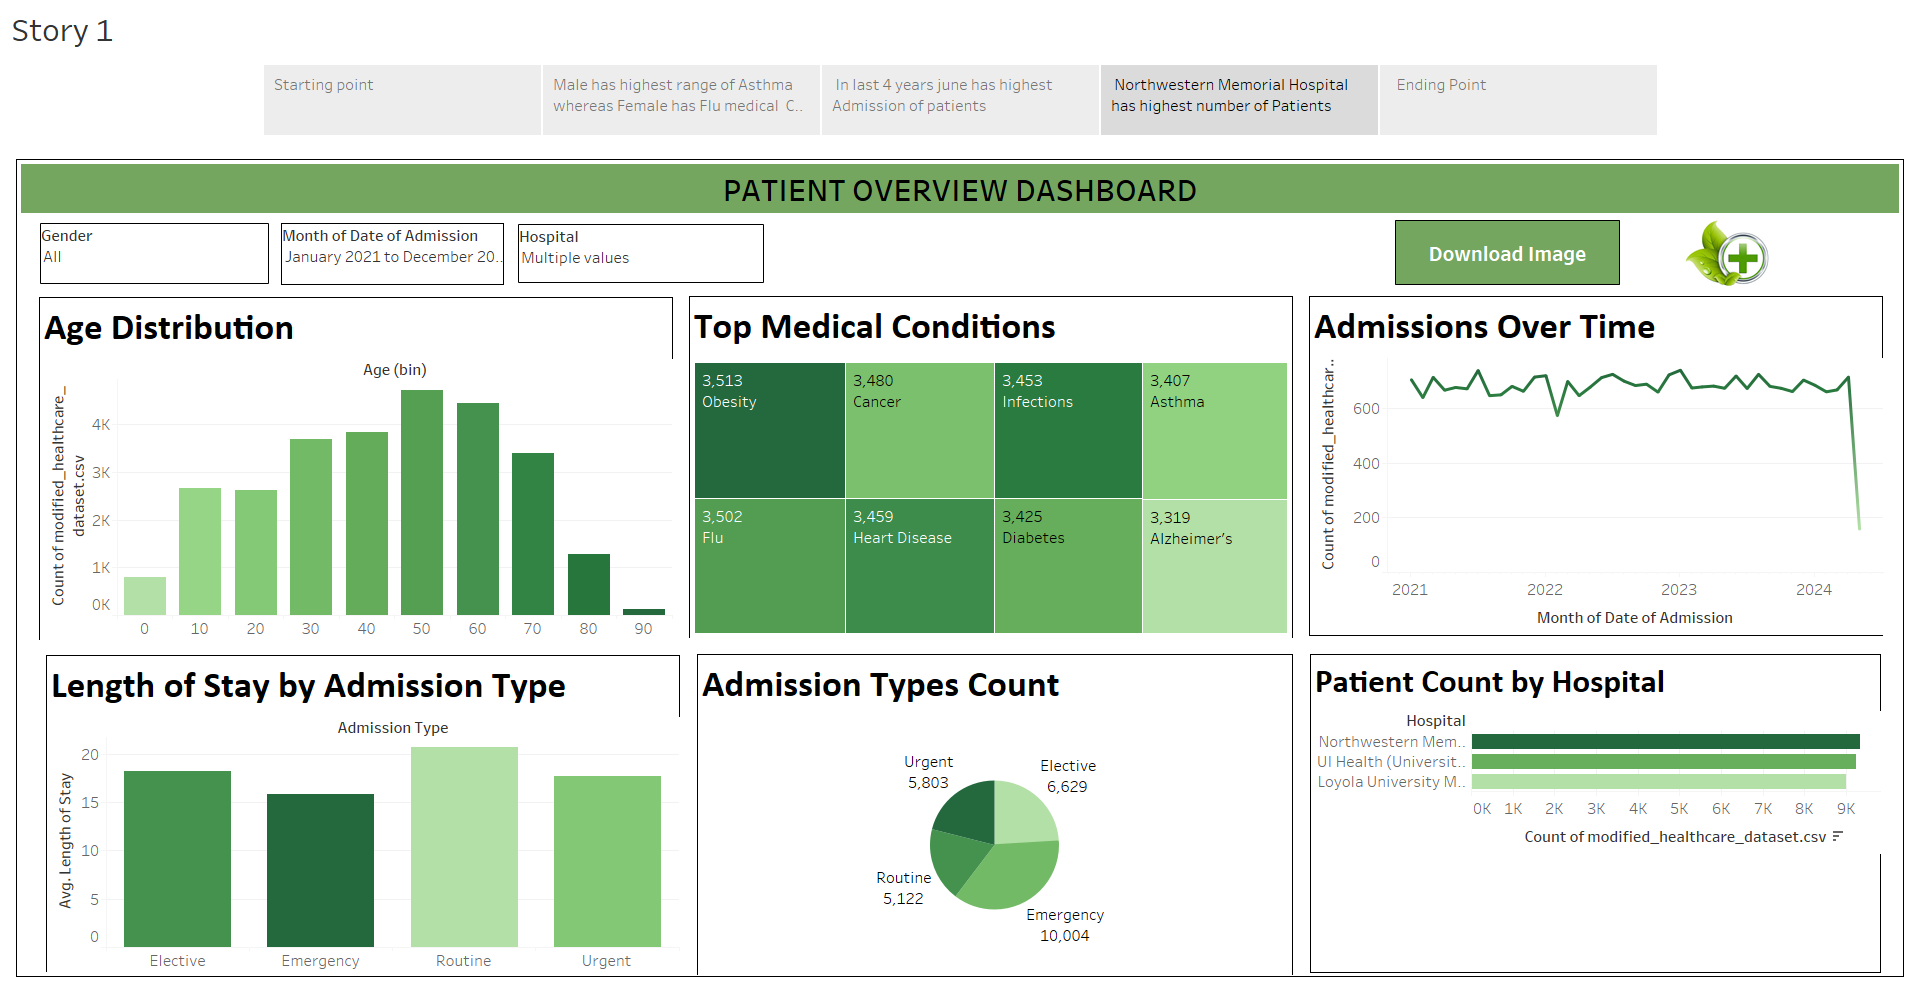 Story 1
Starting point
Male has highest range of Asthma
whereas Female has Flu medical C..
In last 4 years june has highest
Admission of patients
Northwestern Memorial Hospital
has highest number of Patients
Ending Point
PATIENT OVERVIEW DASHBOARD
Gender
All
Month of Date of Admission
January 2021 to December 20..
Hospital
Multiple values
Download Image
Age Distribution
Age (bin)
Count of modified_healthcare_
dataset.csv
4K
3K
2K
1K
0K
0 10 20 30 40 50 60 70 80 90
Top Medical Conditions
3,513
Obesity
3,480
Cancer
3,453
Infections
3,407
Asthma
3,502
Flu
3,459
Heart Disease
3,425
Diabetes
3,319
Alzheimer’s
Admissions Over Time
Count of modified_healthcar..
600
400
200
0
2021 2022 2023 2024
Month of Date of Admission
Length of Stay by Admission Type
Admission Type
Avg. Length of Stay
20
15
10
5
0
Elective Emergency Routine Urgent
Admission Types Count
Urgent
5,803
Elective
6,629
Routine
5,122
Emergency
10,004
Patient Count by Hospital
Hospital
Northwestern Mem..
UI Health (Universit..
Loyola University M..
0K 1K 2K 3K 4K 5K 6K 7K 8K 9K
Count of modified_healthcare_dataset.csv